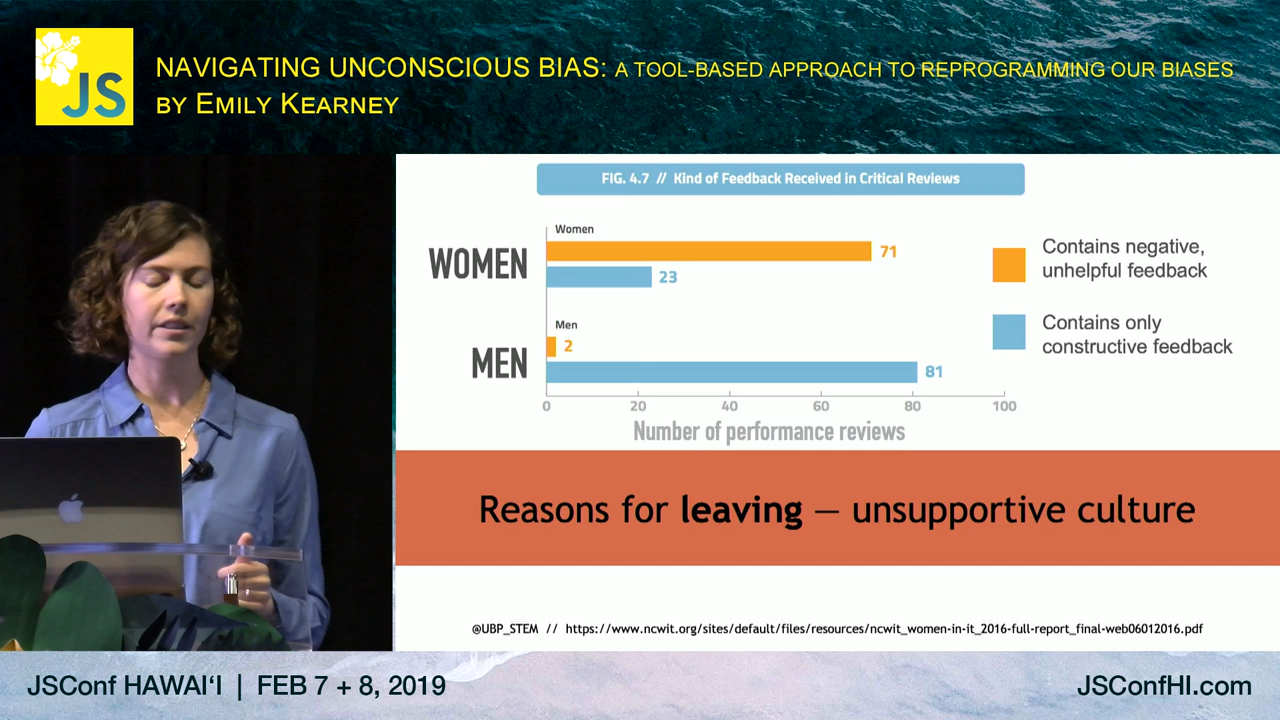 JS
NAVIGATING UNCONSCIOUS BIAS: A TOOL-BASED APPROACH TO REPROGRAMMING OUR BIASES
BY EMILY KEARNEY
FIG. 4.7 // Kind of Feedback Received in Critical Reviews
Women
WOMEN
71
23
Men
MEN
2
81
0 20 40 60 80 100
Number of performance reviews
Contains negative,
unhelpful feedback
Contains only
constructive feedback
Reasons for leaving — unsupportive culture
@UBP_STEM // https://www.ncwit.org/sites/default/files/resources/ncwit_women-in-it_2016-full-report_final-web06012016.pdf
JSConf HAWAI‘I | FEB 7 + 8, 2019
JSConfHI.com